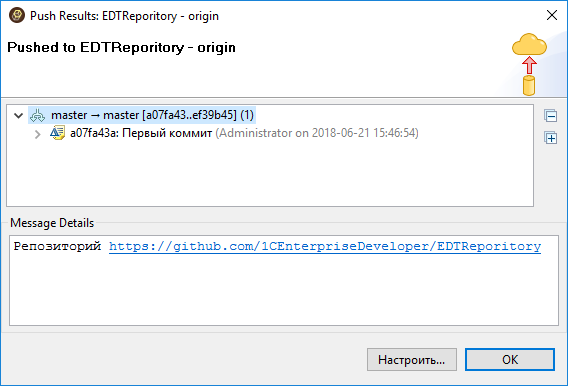 Push Results: EDTReporitory - origin
Pushed to EDTReporitory - origin
master → master [a07fa43..ef39b45] (1)
a07fa43a: Первый коммит (Administrator on 2018-06-21 15:46:54)
Message Details
Репозиторий https://github.com/1CEnterpriseDeveloper/EDTReporitory
Настроить...
OK